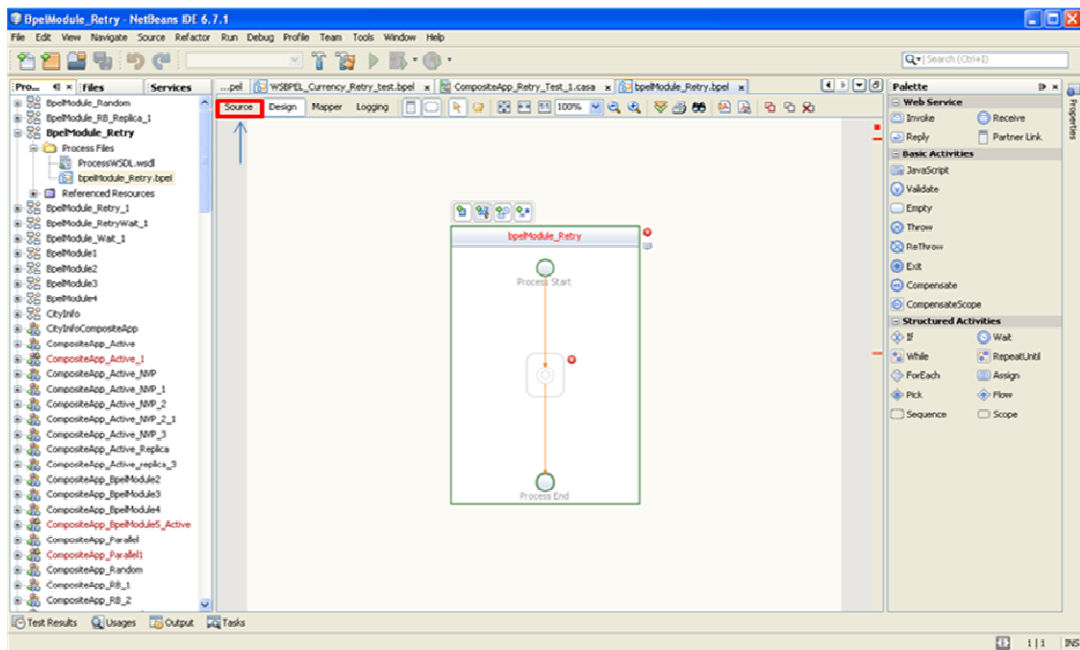 BpelModule_Retry - NetBeans IDE 6.7.1
File Edit View Navigate Source Refactor Run Debug Profile Team Tools Window Help
Search (Ctrl+I)
Pro... Files Services
...pel WSBPEL_Currency_Retry_test.bpel CompositeApp_Retry_Test_1.casa bpelModule_Retry.bpel
Source Design Mapper Logging 100%
BpelModule_Random
BpelModule_RB_Replica_1
BpelModule_Retry
Process Files
ProcessWSDL.wsdl
bpelModule_Retry.bpel
Referenced Resources
BpelModule_Retry_1
BpelModule_RetryWait_1
BpelModule_Wait_1
BpelModule1
BpelModule2
BpelModule3
BpelModule4
CityInfo
CityInfoCompositeApp
CompositeApp_Active
CompositeApp_Active_1
CompositeApp_Active_NVP
CompositeApp_Active_NVP_1
CompositeApp_Active_NVP_2
CompositeApp_Active_NVP_2_1
CompositeApp_Active_NVP_3
CompositeApp_Active_Replica
CompositeApp_Active_replica_3
CompositeApp_BpelModule2
CompositeApp_BpelModule3
CompositeApp_BpelModule4
CompositeApp_BpelModule5_Active
CompositeApp_Parallel
CompositeApp_Parallel1
CompositeApp_Random
CompositeApp_RB_1
CompositeApp_RB_2
bpelModule_Retry
Process Start
Process End
Palette
Web Service
Invoke Receive
Reply Partner Link
Basic Activities
JavaScript
Validate
Empty
Throw
ReThrow
Exit
Compensate
CompensateScope
Structured Activities
If Wait
While RepeatUntil
ForEach Assign
Pick Flow
Sequence Scope
Properties
Test Results Usages Output Tasks
1|1 INS